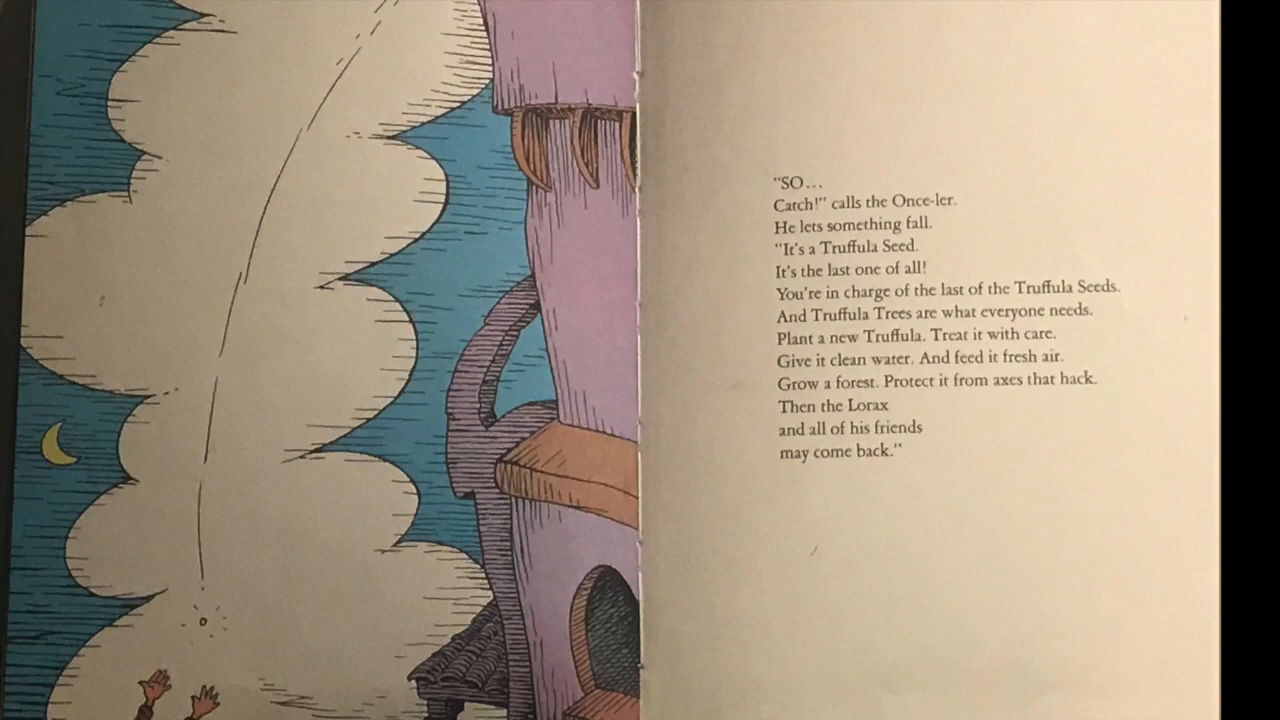 "SO...
Catch!" calls the Once-ler.
He lets something fall.
"It's a Truffula Seed.
It's the last one of all!
You're in charge of the last of the Truffula Seeds.
And Truffula Trees are what everyone needs.
Plant a new Truffula. Treat it with care.
Give it clean water. And feed it fresh air.
Grow a forest. Protect it from axes that hack.
Then the Lorax
and all of his friends
may come back."